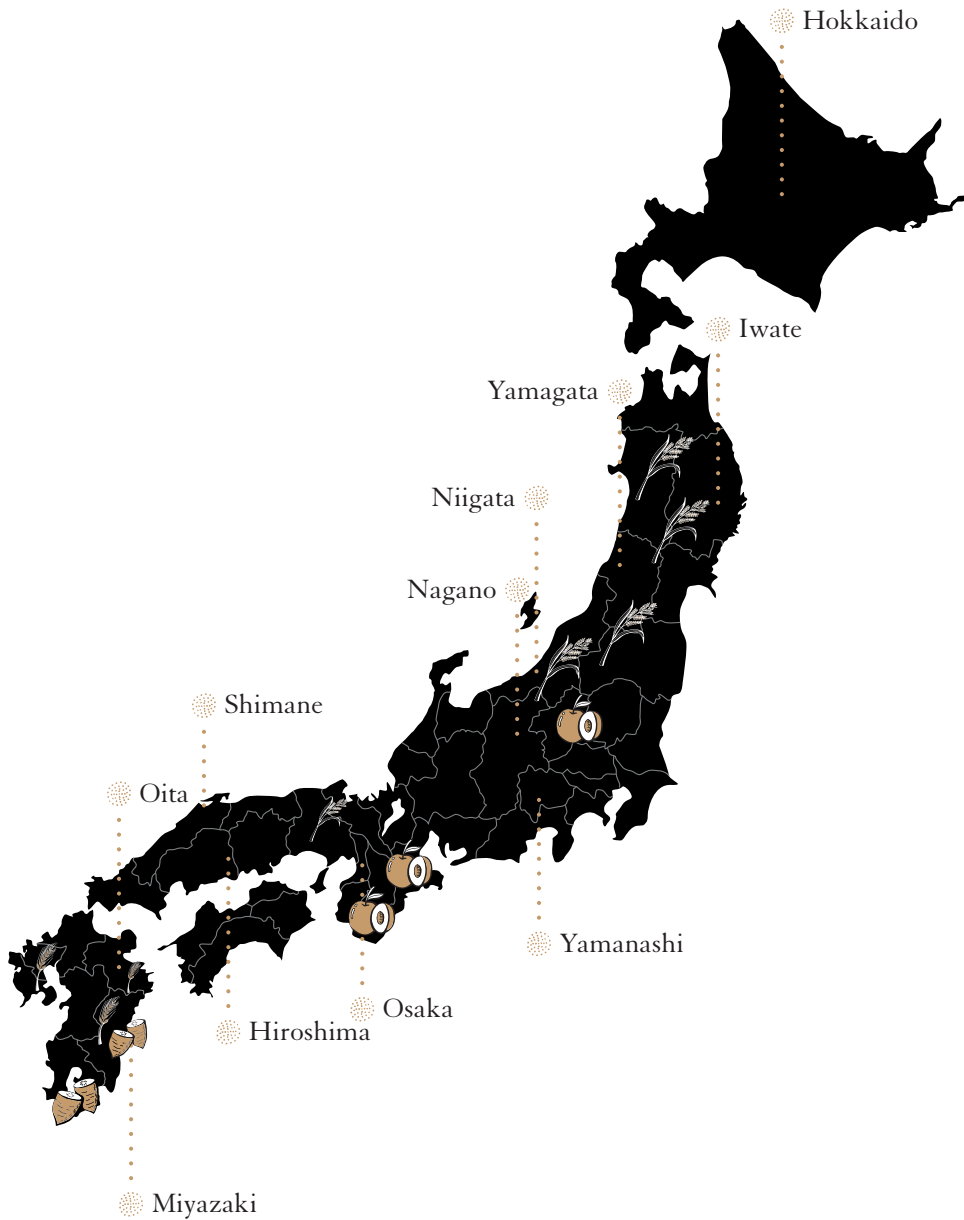 Hokkaido
Iwate
Yamagata
Niigata
Nagano
Shimane
Oita
Yamanashi
Osaka
Hiroshima
Miyazaki